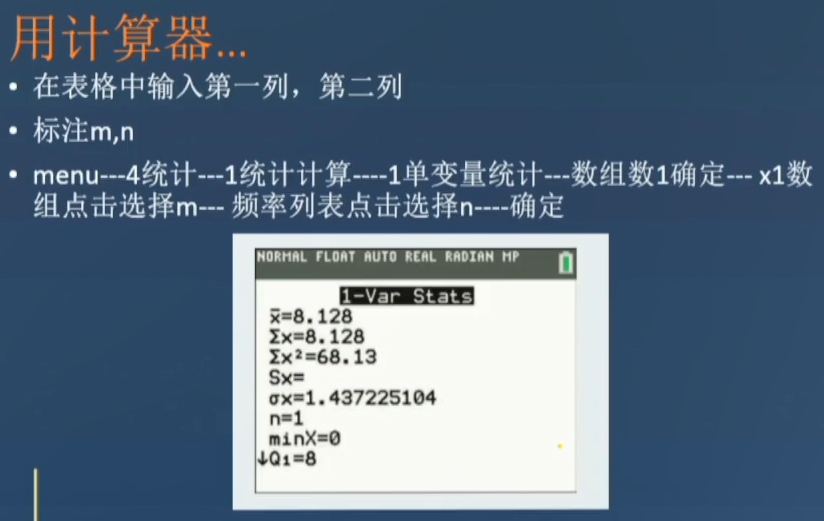 用计算器...
• 在表格中输入第一列，第二列
• 标注m,n
• menu---4统计---1统计计算----1单变量统计---数组数1确定--- x1数
组点击选择m--- 频率列表点击选择n----确定
NORMAL FLOAT AUTO REAL RADIAN MP
1-Var Stats
x̄=8.128
Σx=8.128
Σx²=68.13
Sx=
σx=1.437225104
n=1
minX=0
↓Q₁=8